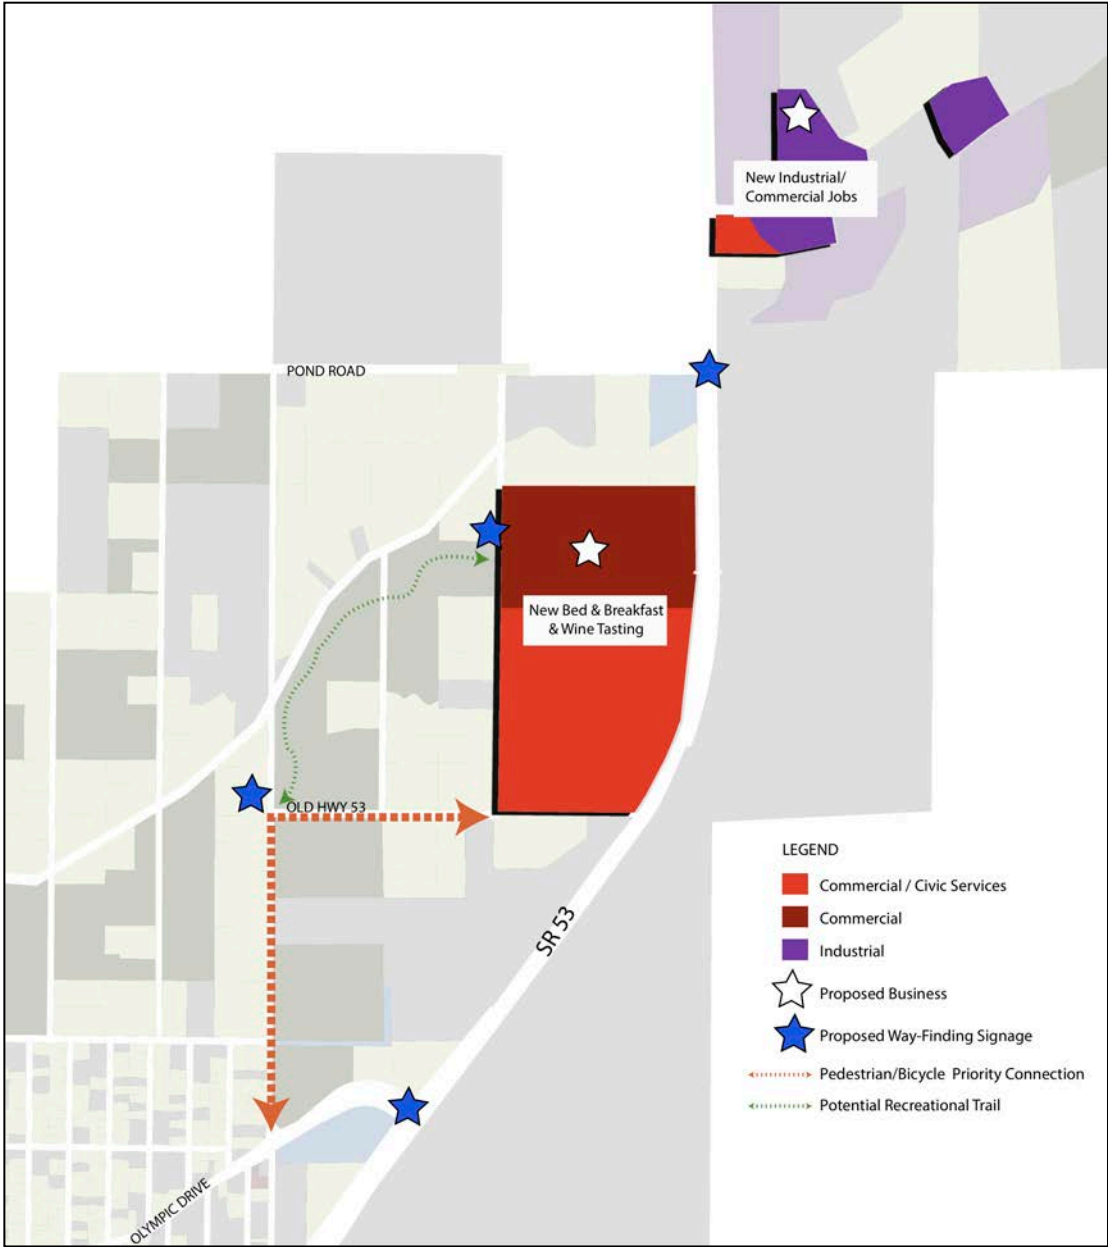 New Industrial/
Commercial Jobs
POND ROAD
New Bed & Breakfast
& Wine Tasting
OLD HWY 53
SR 53
OLYMPIC DRIVE
LEGEND
Commercial / Civic Services
Commercial
Industrial
Proposed Business
Proposed Way-Finding Signage
Pedestrian/Bicycle Priority Connection
Potential Recreational Trail